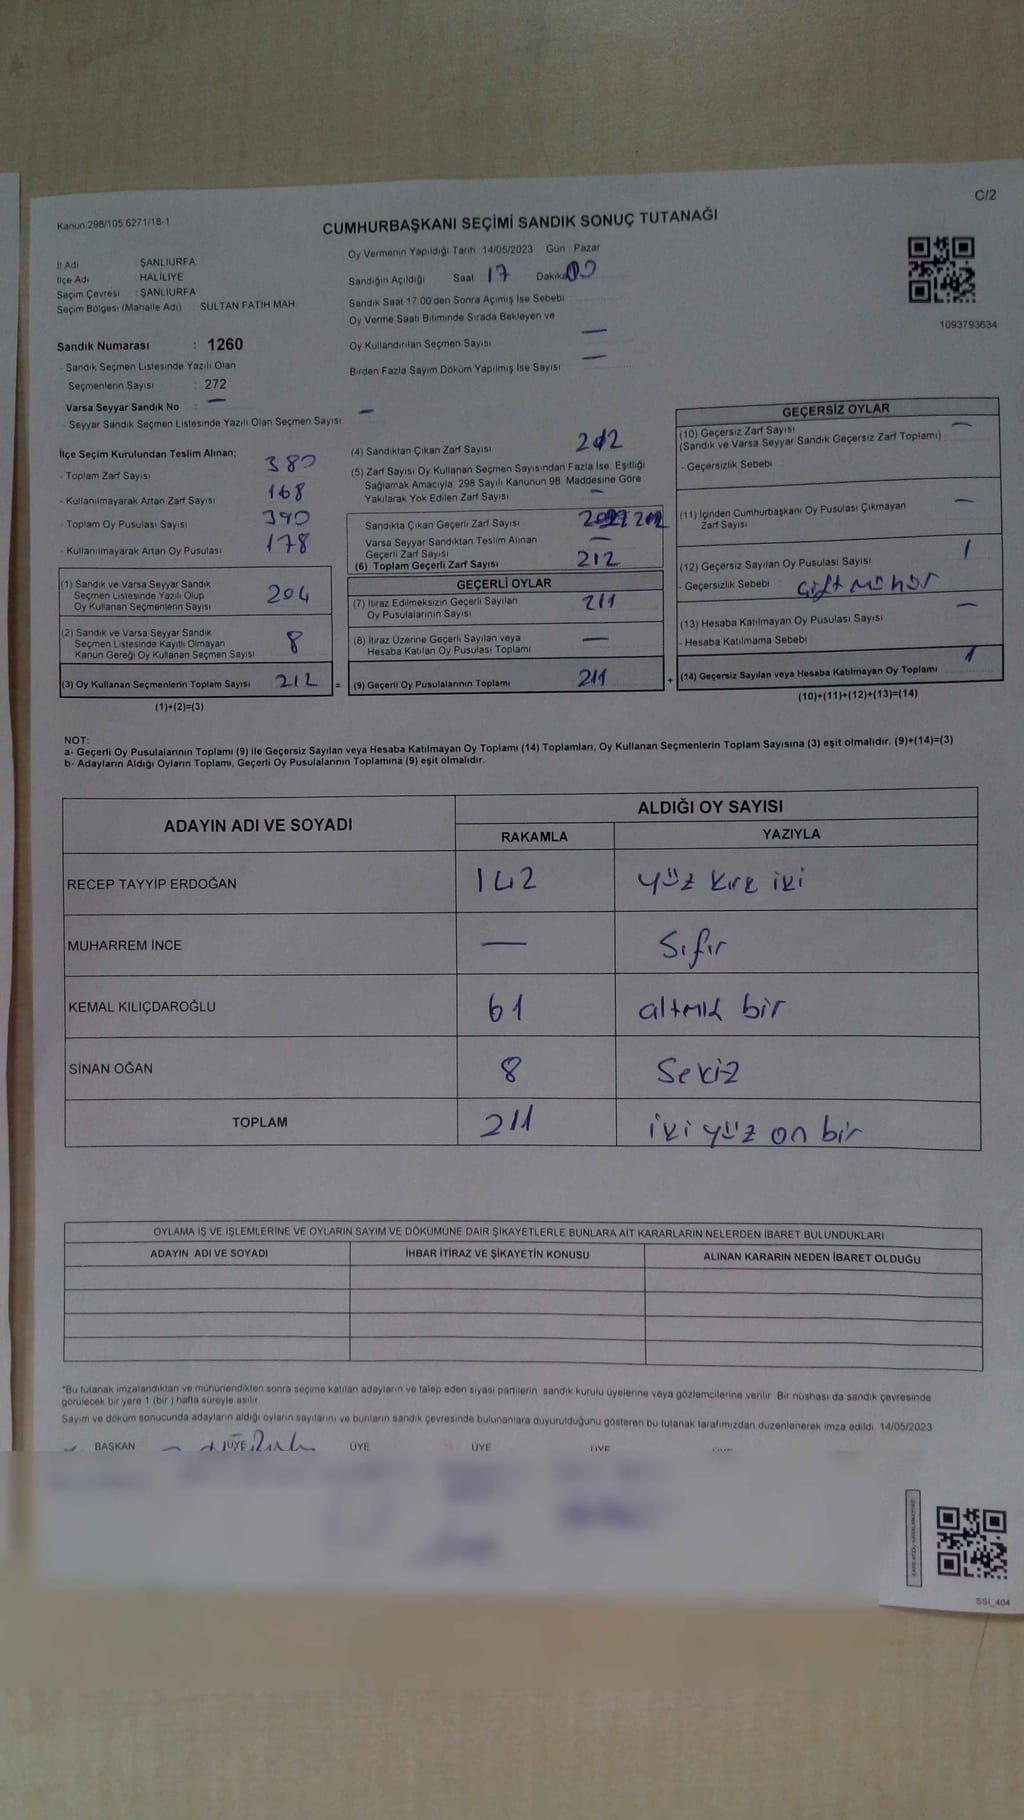 C/2
Kanun 298/105 6271/18-1
CUMHURBAŞKANI SEÇİMİ SANDIK SONUÇ TUTANAĞI
Oy Vermenin Yapıldığı Tarih : 14/05/2023 Gün : Pazar
İl Adı ŞANLIURFA
İlçe Adı HALİLİYE
Seçim Çevresi : ŞANLIURFA
Seçim Bölgesi (Mahalle Adı) SULTAN FATİH MAH
Sandığın Açıldığı Saat 17 Dakika 00
Sandık Saat 17:00'den Sonra Açılmış İse Sebebi
Oy Verme Saati Bitiminde Sırada Bekleyen ve
Oy Kullandırılan Seçmen Sayısı —
Birden Fazla Sayım Döküm Yapılmış İse Sayısı —
1093793634
Sandık Numarası : 1260
- Sandık Seçmen Listesinde Yazılı Olan
Seçmenlerin Sayısı : 272
Varsa Seyyar Sandık No : —
- Seyyar Sandık Seçmen Listesinde Yazılı Olan Seçmen Sayısı —
İlçe Seçim Kurulundan Teslim Alınan;
- Toplam Zarf Sayısı 380
- Kullanılmayarak Artan Zarf Sayısı 168
- Toplam Oy Pusulası Sayısı 390
- Kullanılmayarak Artan Oy Pusulası 178
(1) Sandık ve Varsa Seyyar Sandık
Seçmen Listesinde Yazılı Olup
Oy Kullanan Seçmenlerin Sayısı 204
(2) Sandık ve Varsa Seyyar Sandık
Seçmen Listesinde Kayıtlı Olmayan
Kanun Gereği Oy Kullanan Seçmen Sayısı 8
(3) Oy Kullanan Seçmenlerin Toplam Sayısı 212 =
(1)+(2)=(3)
(4) Sandıktan Çıkan Zarf Sayısı 212
(5) Zarf Sayısı Oy Kullanan Seçmen Sayısından Fazla İse, Eşitliği
Sağlamak Amacıyla, 298 Sayılı Kanunun 98. Maddesine Göre
Yakılarak Yok Edilen Zarf Sayısı —
Sandıkta Çıkan Geçerli Zarf Sayısı
Varsa Seyyar Sandıktan Teslim Alınan
Geçerli Zarf Sayısı —
(6) Toplam Geçerli Zarf Sayısı 212
GEÇERLİ OYLAR
(7) İtiraz Edilmeksizin Geçerli Sayılan
Oy Pusulalarının Sayısı 211
(8) İtiraz Üzerine Geçerli Sayılan veya
Hesaba Katılan Oy Pusulası Toplamı —
(9) Geçerli Oy Pusulalarının Toplamı 211 +
GEÇERSİZ OYLAR
(10) Geçersiz Zarf Sayısı —
(Sandık ve Varsa Seyyar Sandık Geçersiz Zarf Toplamı)
- Geçersizlik Sebebi
(11) İçinden Cumhurbaşkanı Oy Pusulası Çıkmayan
Zarf Sayısı —
(12) Geçersiz Sayılan Oy Pusulası Sayısı 1
- Geçersizlik Sebebi çift mühür
(13) Hesaba Katılmayan Oy Pusulası Sayısı —
- Hesaba Katılmama Sebebi
(14) Geçersiz Sayılan veya Hesaba Katılmayan Oy Toplamı 1
(10)+(11)+(12)+(13)=(14)
NOT:
a- Geçerli Oy Pusulalarının Toplamı (9) ile Geçersiz Sayılan veya Hesaba Katılmayan Oy Toplamı (14) Toplamları, Oy Kullanan Seçmenlerin Toplam Sayısına (3) eşit olmalıdır. (9)+(14)=(3)
b- Adayların Aldığı Oyların Toplamı, Geçerli Oy Pusulalarının Toplamına (9) eşit olmalıdır.
ADAYIN ADI VE SOYADI ALDIĞI OY SAYISI
RAKAMLA YAZIYLA
RECEP TAYYİP ERDOĞAN 142 yüz kırk iki
MUHARREM İNCE — Sıfır
KEMAL KILIÇDAROĞLU 61 altmış bir
SİNAN OĞAN 8 Sekiz
TOPLAM 211 iki yüz on bir
OYLAMA İŞ VE İŞLEMLERİNE VE OYLARIN SAYIM VE DÖKÜMÜNE DAİR ŞİKAYETLERLE BUNLARA AİT KARARLARIN NELERDEN İBARET BULUNDUKLARI
ADAYIN ADI VE SOYADI İHBAR İTİRAZ VE ŞİKAYETİN KONUSU ALINAN KARARIN NEDEN İBARET OLDUĞU
*Bu tutanak imzalandıktan ve mühürlendikten sonra seçime katılan adayların ve talep eden siyasi partilerin sandık kurulu üyelerine veya gözlemcilerine verilir. Bir nüshası da sandık çevresinde
görülecek bir yere 1 (bir) hafta süreyle asılır.
Sayım ve döküm sonucunda adayların aldığı oyların sayılarını ve bunların sandık çevresinde bulunanlara duyurulduğunu gösteren bu tutanak tarafımızdan düzenlenerek imza edildi. 14/05/2023
BAŞKAN ÜYE ÜYE ÜYE ÜYE
SSİ_404